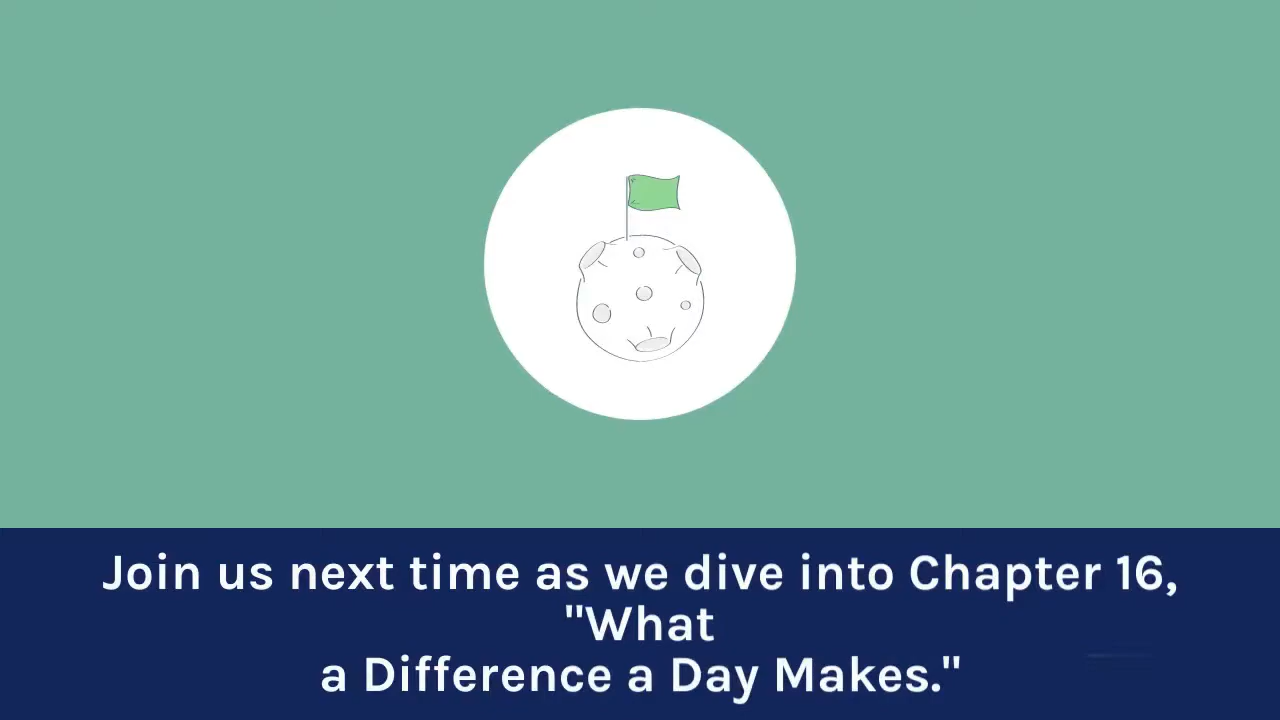 Join us next time as we dive into Chapter 16,
"What
a Difference a Day Makes."